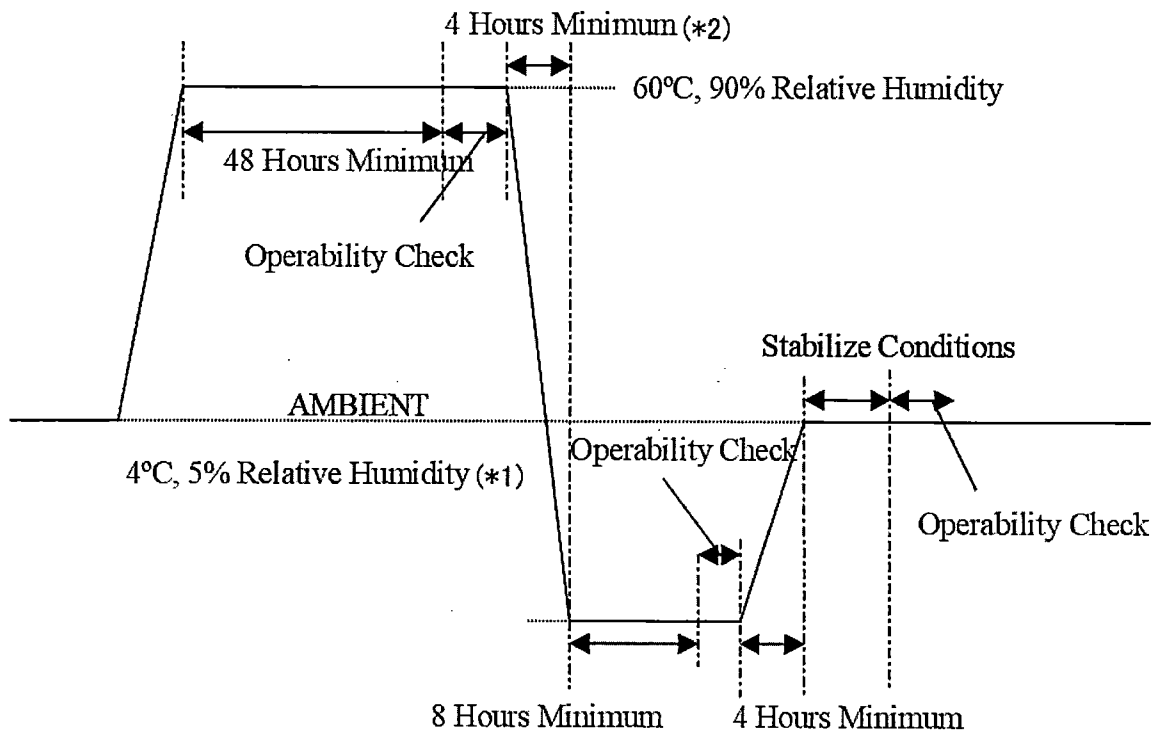 4 Hours Minimum (*2)
60ºC, 90% Relative Humidity
48 Hours Minimum
Operability Check
Stabilize Conditions
AMBIENT
Operability Check
4ºC, 5% Relative Humidity (*1)
Operability Check
8 Hours Minimum
4 Hours Minimum